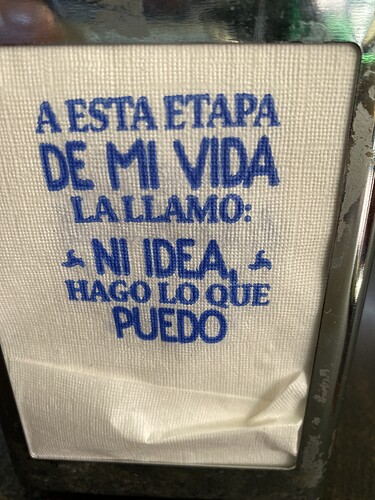 A ESTA ETAPA
DE MI VIDA
LA LLAMO:
NI IDEA,
HAGO LO QUE
PUEDO